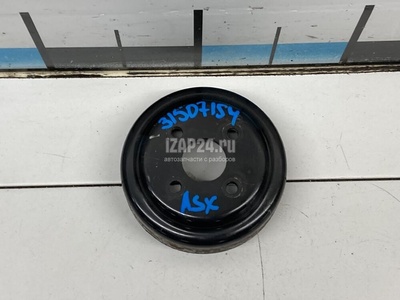 31507154
IZAP24.ru
автозапчасти с разборов
ASX